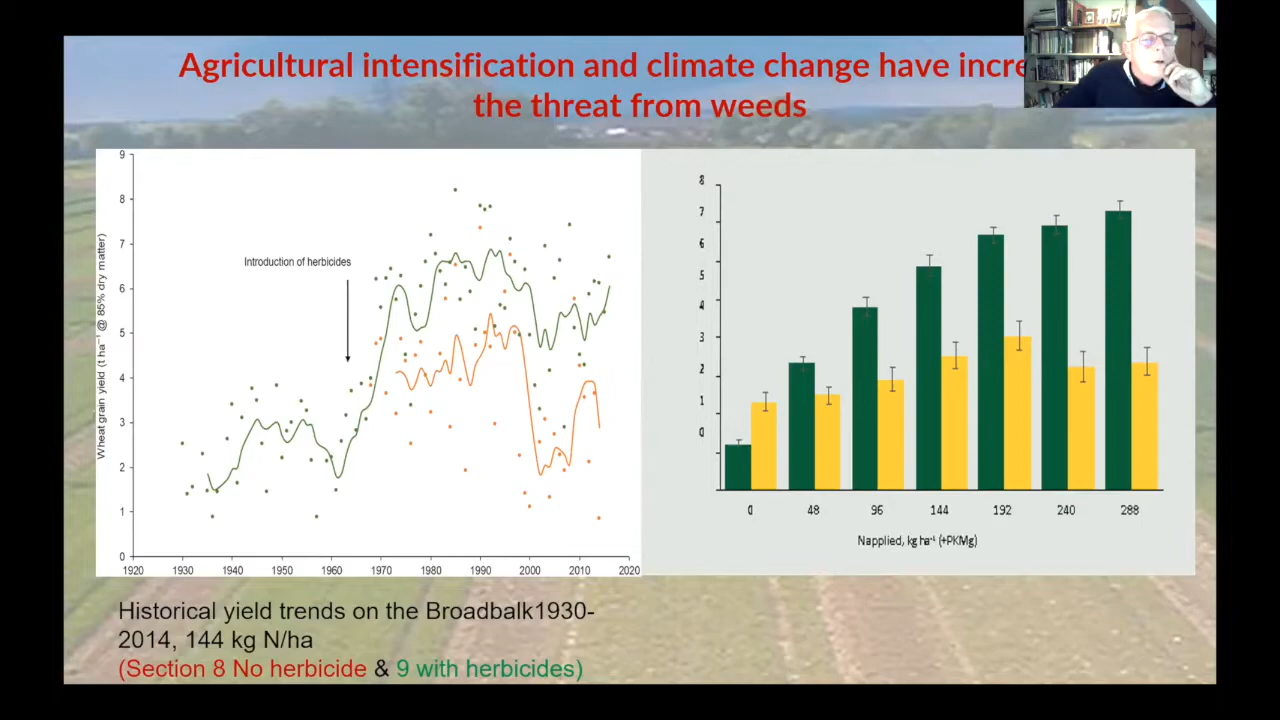 Agricultural intensification and climate change have incre
the threat from weeds
9
8
7
6
5
4
3
2
1
0
Wheat grain yield (t ha⁻¹ @ 85% dry matter)
Introduction of herbicides
1920 1930 1940 1950 1960 1970 1980 1990 2000 2010 2020
8
7
6
5
4
3
2
1
0
0 48 96 144 192 240 288
Napplied, kg ha⁻¹ (+PKMg)
Historical yield trends on the Broadbalk1930-
2014, 144 kg N/ha
(Section 8 No herbicide & 9 with herbicides)